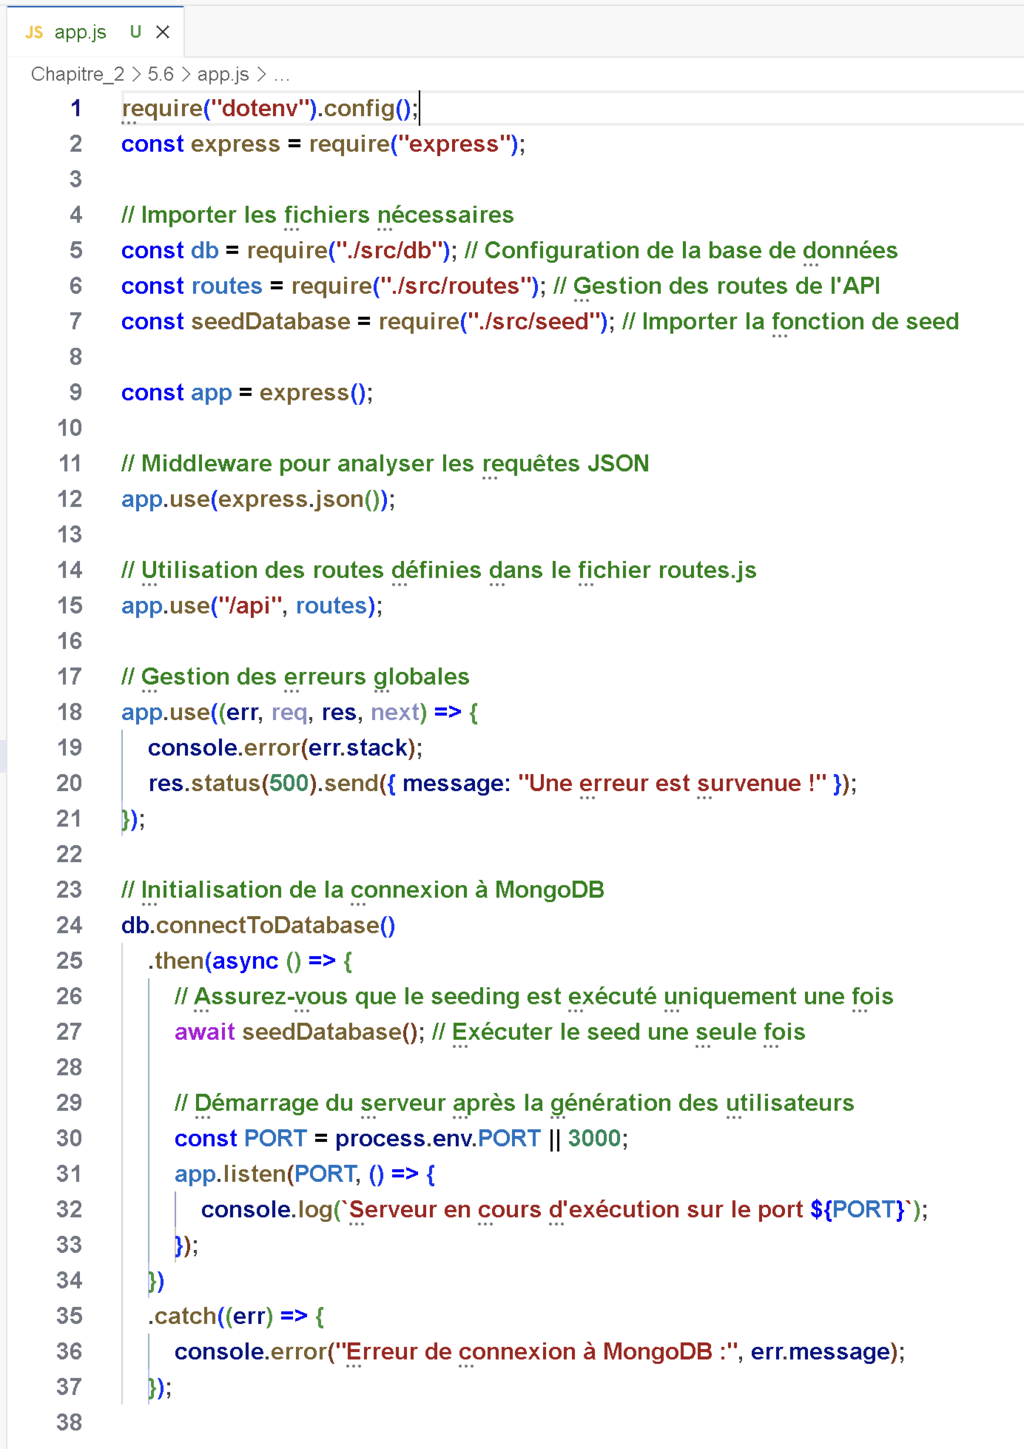 JS app.js U ×
Chapitre_2 > 5.6 > app.js > ...
1 require("dotenv").config();
2 const express = require("express");
3
4 // Importer les fichiers nécessaires
5 const db = require("./src/db"); // Configuration de la base de données
6 const routes = require("./src/routes"); // Gestion des routes de l'API
7 const seedDatabase = require("./src/seed"); // Importer la fonction de seed
8
9 const app = express();
10
11 // Middleware pour analyser les requêtes JSON
12 app.use(express.json());
13
14 // Utilisation des routes définies dans le fichier routes.js
15 app.use("/api", routes);
16
17 // Gestion des erreurs globales
18 app.use((err, req, res, next) => {
19 console.error(err.stack);
20 res.status(500).send({ message: "Une erreur est survenue !" });
21 });
22
23 // Initialisation de la connexion à MongoDB
24 db.connectToDatabase()
25 .then(async () => {
26 // Assurez-vous que le seeding est exécuté uniquement une fois
27 await seedDatabase(); // Exécuter le seed une seule fois
28
29 // Démarrage du serveur après la génération des utilisateurs
30 const PORT = process.env.PORT || 3000;
31 app.listen(PORT, () => {
32 console.log(`Serveur en cours d'exécution sur le port ${PORT}`);
33 });
34 })
35 .catch((err) => {
36 console.error("Erreur de connexion à MongoDB :", err.message);
37 });
38